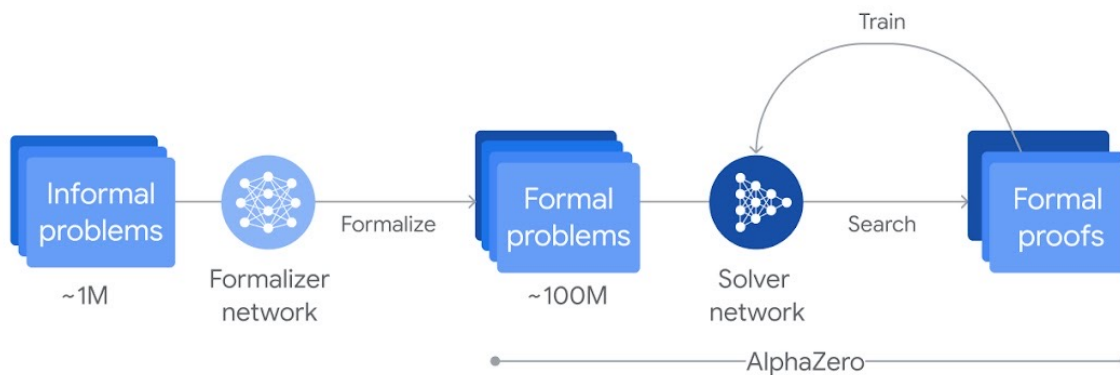 Train
Informal
problems
Formalize
Formal
problems
Search
Formal
proofs
~1M
Formalizer
network
~100M
Solver
network
AlphaZero